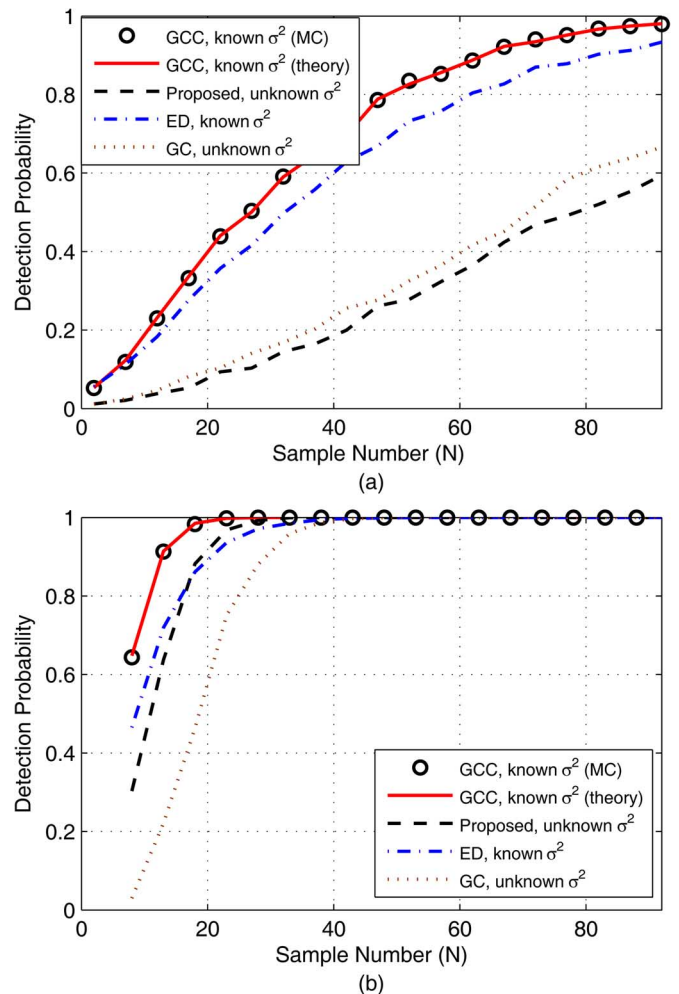 1
0.8
0.6
0.4
0.2
0
Detection Probability
GCC, known σ² (MC)
GCC, known σ² (theory)
Proposed, unknown σ²
ED, known σ²
GC, unknown σ²
0 20 40 60 80
Sample Number (N)
(a)
1
0.8
0.6
0.4
0.2
0
Detection Probability
GCC, known σ² (MC)
GCC, known σ² (theory)
Proposed, unknown σ²
ED, known σ²
GC, unknown σ²
0 20 40 60 80
Sample Number (N)
(b)